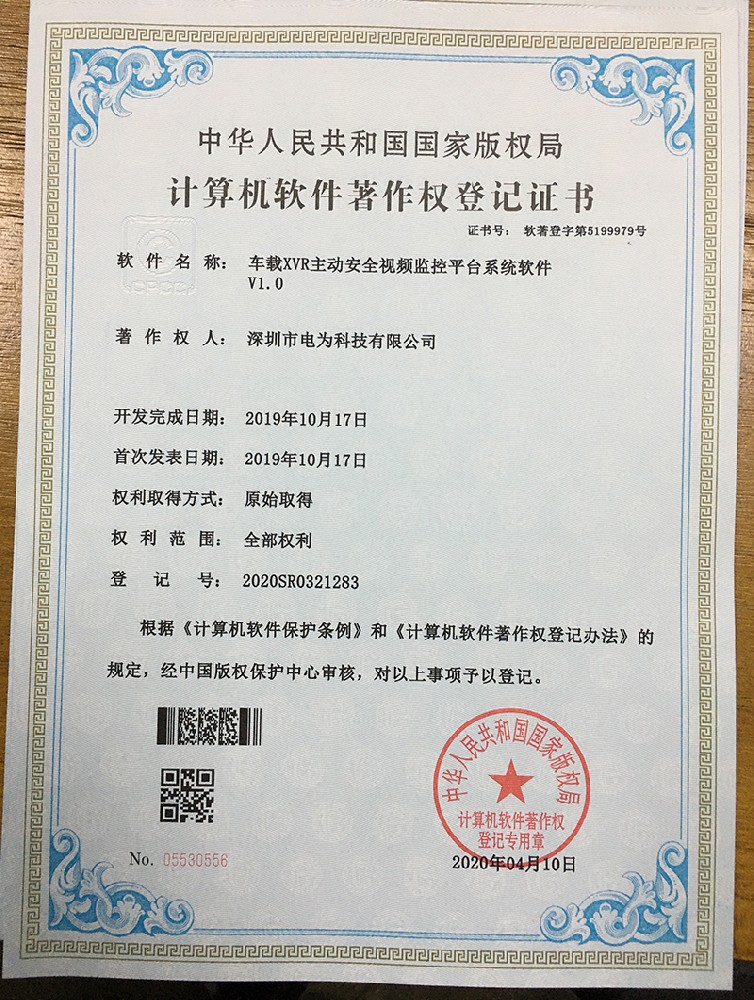 中华人民共和国国家版权局
计算机软件著作权登记证书
证书号： 软著登字第5199979号
软件名称： 车载XVR主动安全视频监控平台系统软件
V1.0
著作权人： 深圳市电为科技有限公司
开发完成日期： 2019年10月17日
首次发表日期： 2019年10月17日
权利取得方式： 原始取得
权利范围： 全部权利
登记号： 2020SR0321283
根据《计算机软件保护条例》和《计算机软件著作权登记办法》的
规定，经中国版权保护中心审核，对以上事项予以登记。
中华人民共和国国家版权局
计算机软件著作权
登记专用章
No. 05530556
2020年04月10日